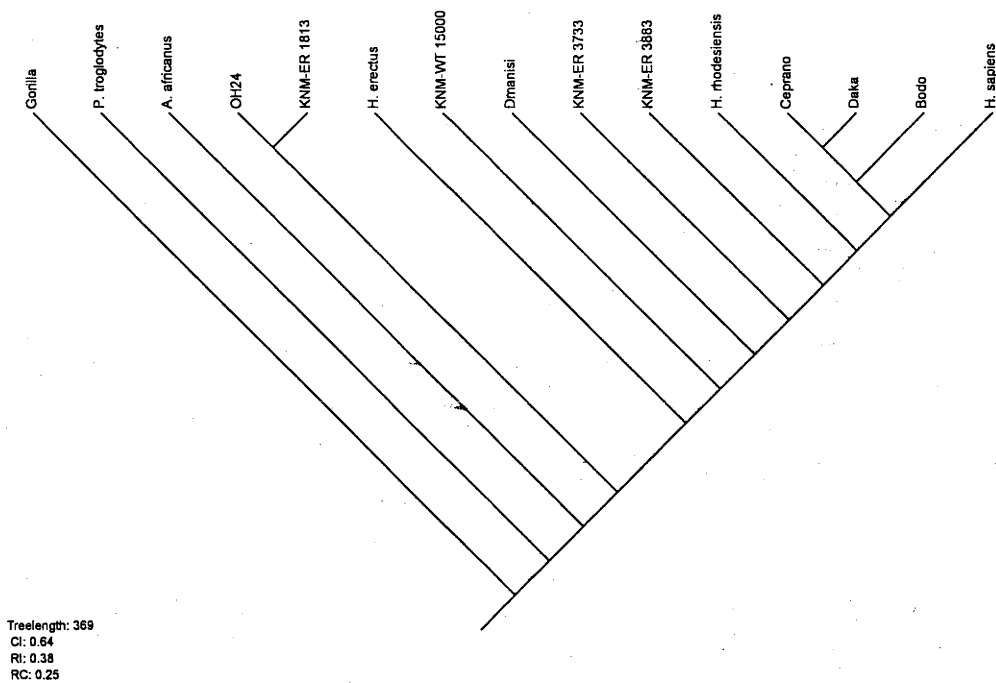 Gorilla
P. troglodytes
A. africanus
OH24
KNM-ER 1813
H. erectus
KNM-WT 15000
Dmanisi
KNM-ER 3733
KNM-ER 3883
H. rhodesiensis
Ceprano
Daka
Bodo
H. sapiens
Treelength: 369
CI: 0.64
RI: 0.38
RC: 0.25